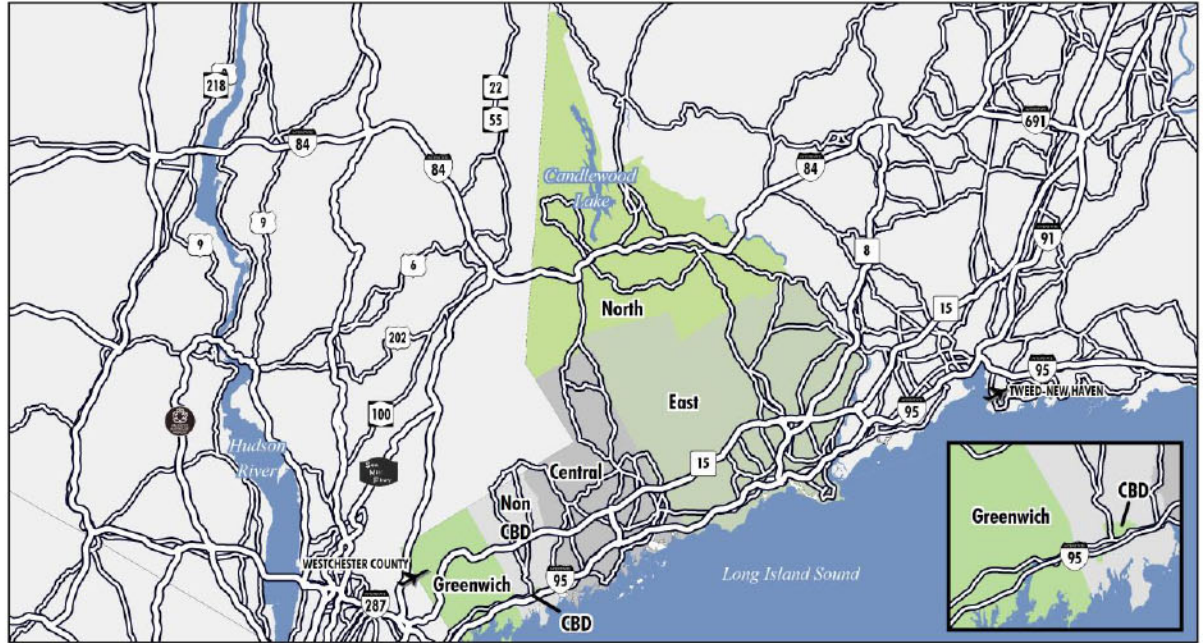 218
22
55
84
84
691
Candlewood
Lake
84
9
9
6
8
91
15
North
202
95
TWEED-NEW HAVEN
East
100
95
Hudson
River
15
Central
Non
CBD
CBD
Greenwich
WESTCHESTER COUNTY
Greenwich
95
Long Island Sound
95
287
CBD